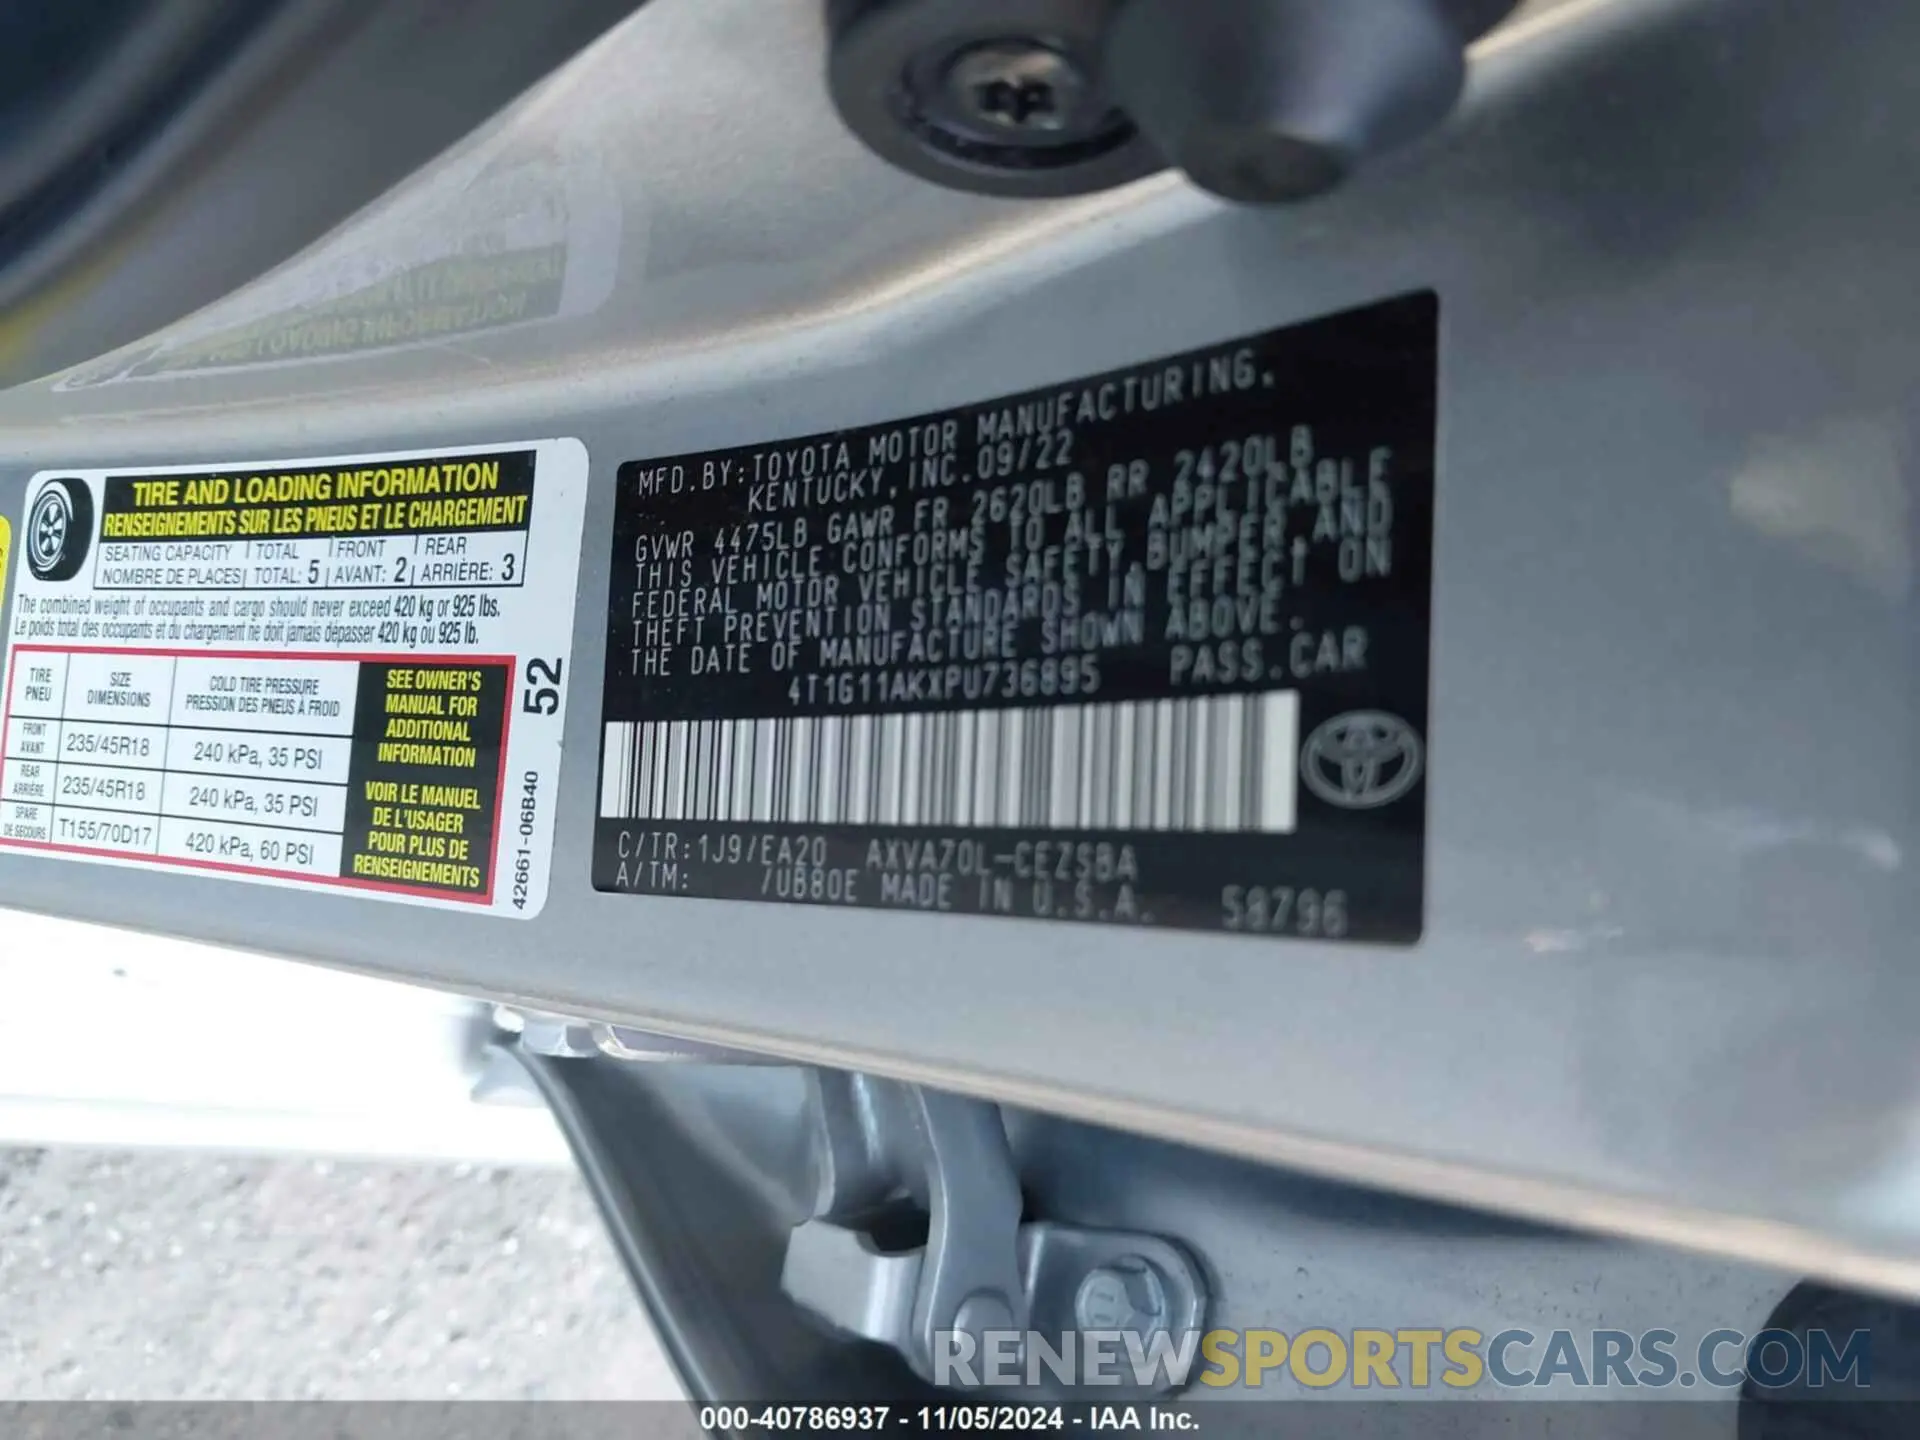 TIRE AND LOADING INFORMATION
RENSEIGNEMENTS SUR LES PNEUS ET LE CHARGEMENT
SEATING CAPACITY TOTAL FRONT REAR
NOMBRE DE PLACES TOTAL: 5 AVANT: 2 ARRIÈRE: 3
The combined weight of occupants and cargo should never exceed 420 kg or 925 lbs.
Le poids total des occupants et du chargement ne doit jamais dépasser 420 kg ou 925 lb.
TIRE PNEU
SIZE DIMENSIONS
COLD TIRE PRESSURE
PRESSION DES PNEUS À FROID
FRONT AVANT 235/45R18 240 kPa, 35 PSI
REAR ARRIÈRE 235/45R18 240 kPa, 35 PSI
SPARE DE SECOURS T155/70D17 420 kPa, 60 PSI
SEE OWNER'S
MANUAL FOR
ADDITIONAL
INFORMATION
VOIR LE MANUEL
DE L'USAGER
POUR PLUS DE
RENSEIGNEMENTS
52
42661-06B40
MFD. BY: TOYOTA MOTOR MANUFACTURING,
KENTUCKY, INC. 09/22
GVWR 4475LB GAWR FR 2620LB RR 2420LB
THIS VEHICLE CONFORMS TO ALL APPLICABLE
FEDERAL MOTOR VEHICLE SAFETY, BUMPER, AND
THEFT PREVENTION STANDARDS IN EFFECT ON
THE DATE OF MANUFACTURE SHOWN ABOVE.
4T1G11AKXPU736895 PASS.CAR
C/TR: 1J9/EA20 AXVA70L-CEZSBA
A/TM: /UB80E MADE IN U.S.A. 58796
RENEWSPORTSCARS.COM
000-40786937 - 11/05/2024 - IAA Inc.